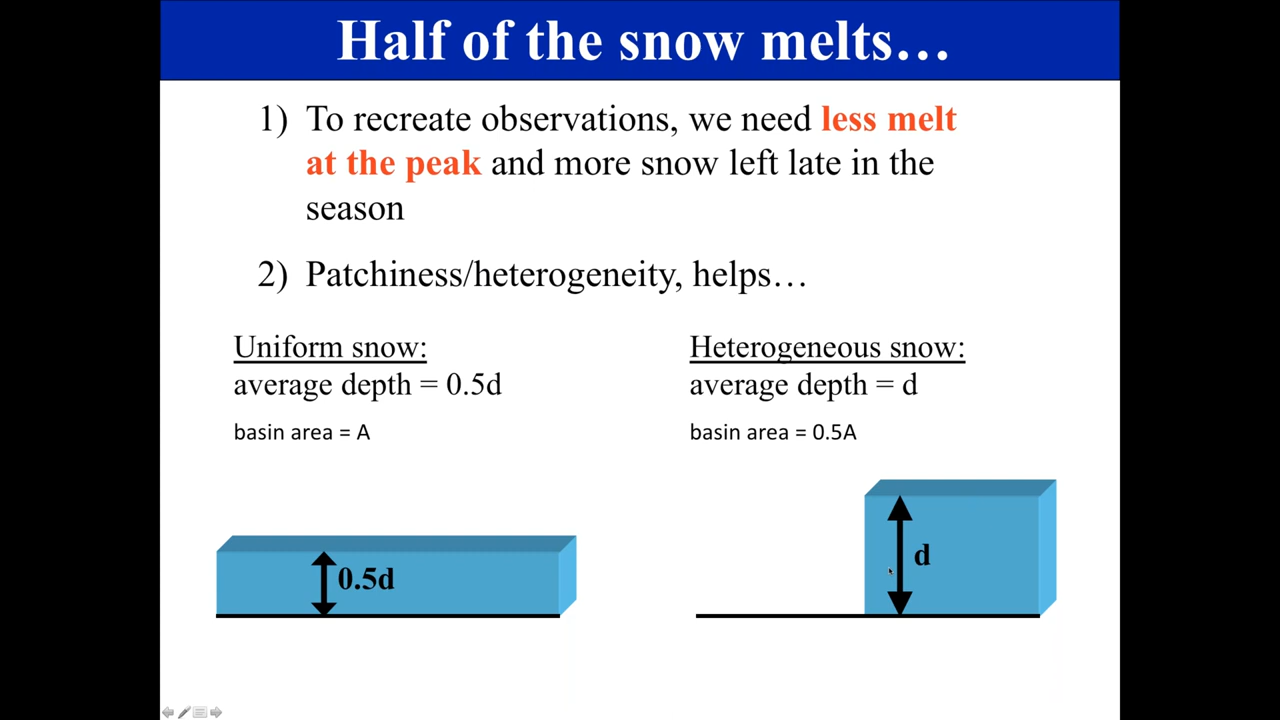 Half of the snow melts…
1) To recreate observations, we need less melt
at the peak and more snow left late in the
season
2) Patchiness/heterogeneity, helps…
Uniform snow:
average depth = 0.5d
basin area = A
Heterogeneous snow:
average depth = d
basin area = 0.5A
0.5d
d